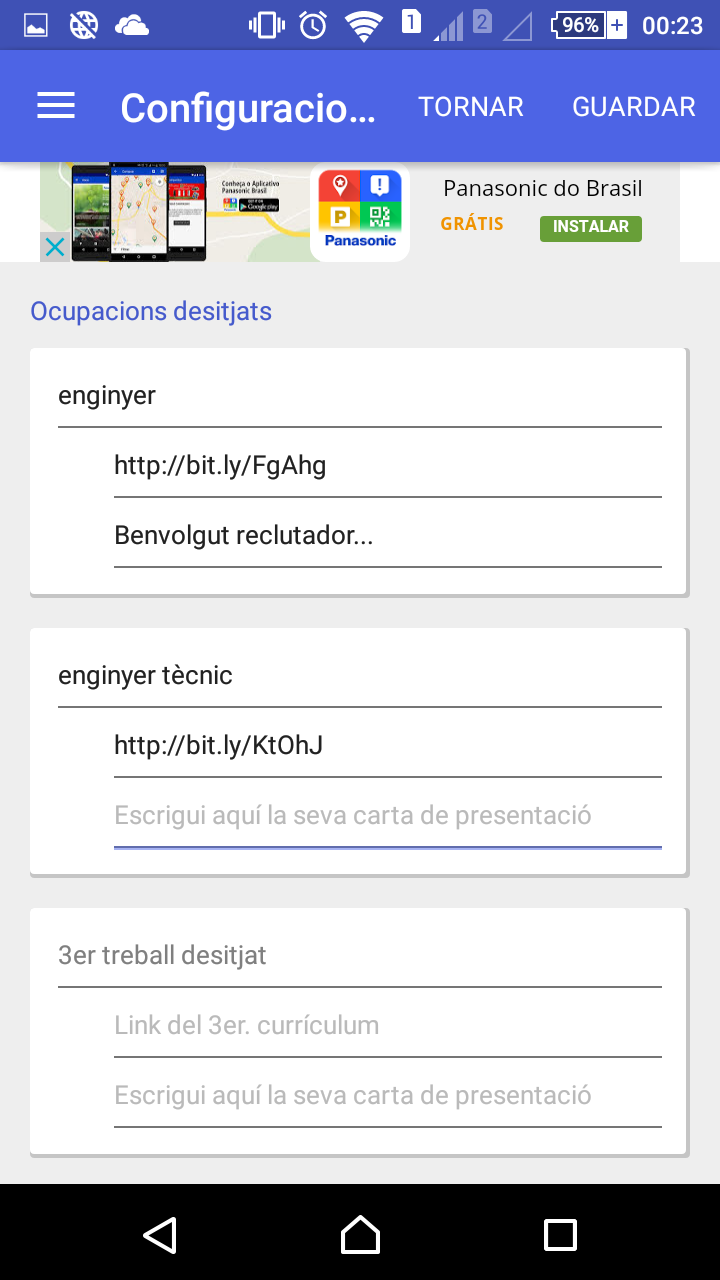 1 2 96% 00:23
Configuracio... TORNAR GUARDAR
Conheça o Aplicativo
Panasonic Brasil
Google play
Panasonic
Panasonic do Brasil
GRÁTIS INSTALAR
Ocupacions desitjats
enginyer
http://bit.ly/FgAhg
Benvolgut reclutador...
enginyer tècnic
http://bit.ly/KtOhJ
Escrigui aquí la seva carta de presentació
3er treball desitjat
Link del 3er. currículum
Escrigui aquí la seva carta de presentació